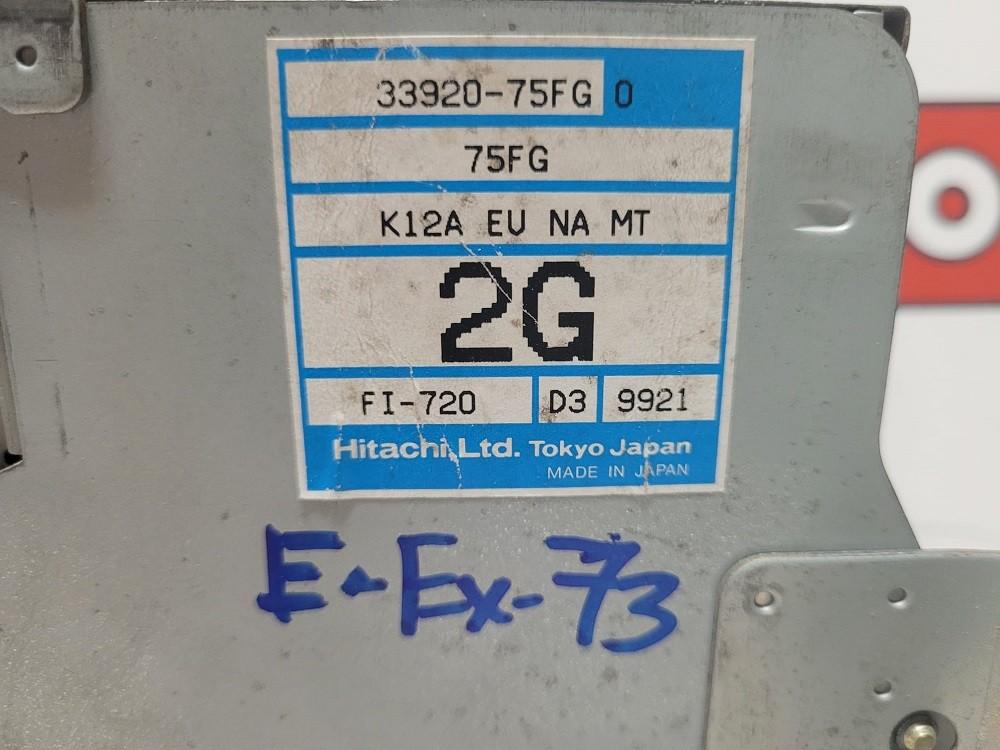 33920-75FG 0
75FG
K12A EU NA MT
2G
FI-720 D3 9921
Hitachi,Ltd. Tokyo Japan
MADE IN JAPAN
E-Ex-73